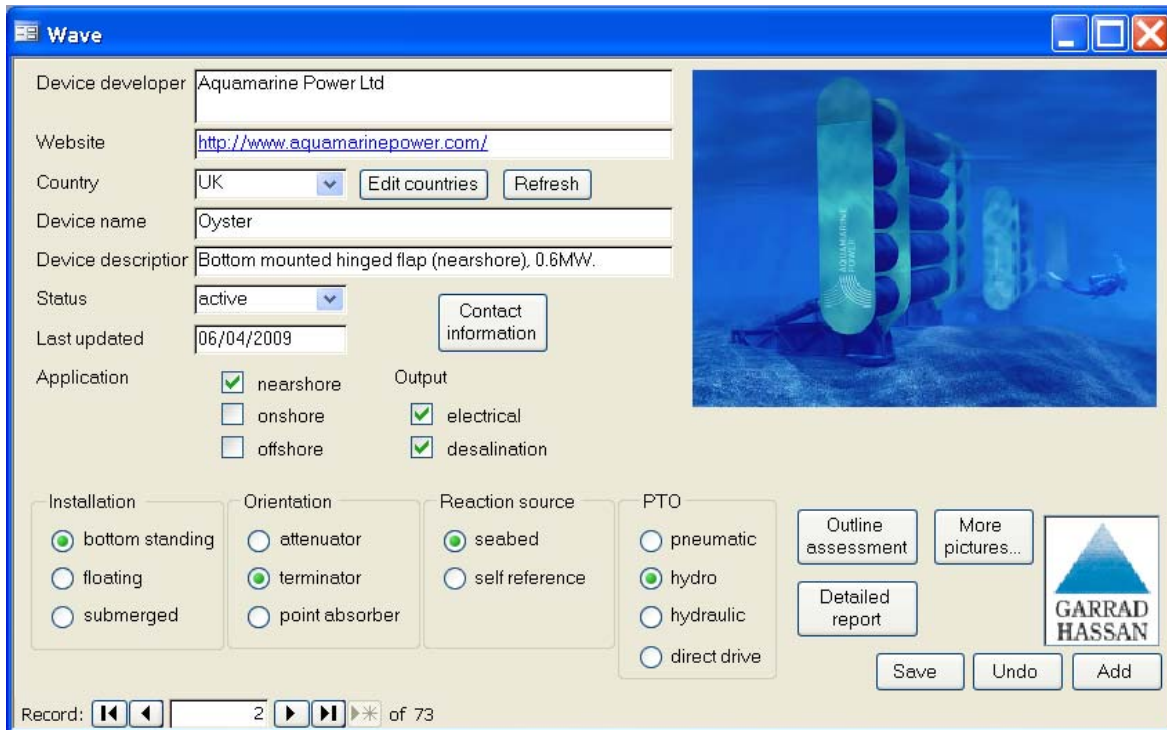 Wave
Device developer Aquamarine Power Ltd
Website http://www.aquamarinepower.com/
Country UK Edit countries Refresh
Device name Oyster
Device description Bottom mounted hinged flap (nearshore), 0.6MW.
Status active
Contact information
Last updated 06/04/2009
AQUAMARINE
POWER
Application nearshore Output
onshore electrical
offshore desalination
Installation Orientation Reaction source PTO
bottom standing attenuator seabed pneumatic
floating terminator self reference hydro
submerged point absorber hydraulic
direct drive
Outline
assessment
More
pictures...
Detailed
report
GARRAD
HASSAN
Save Undo Add
Record: 2 of 73